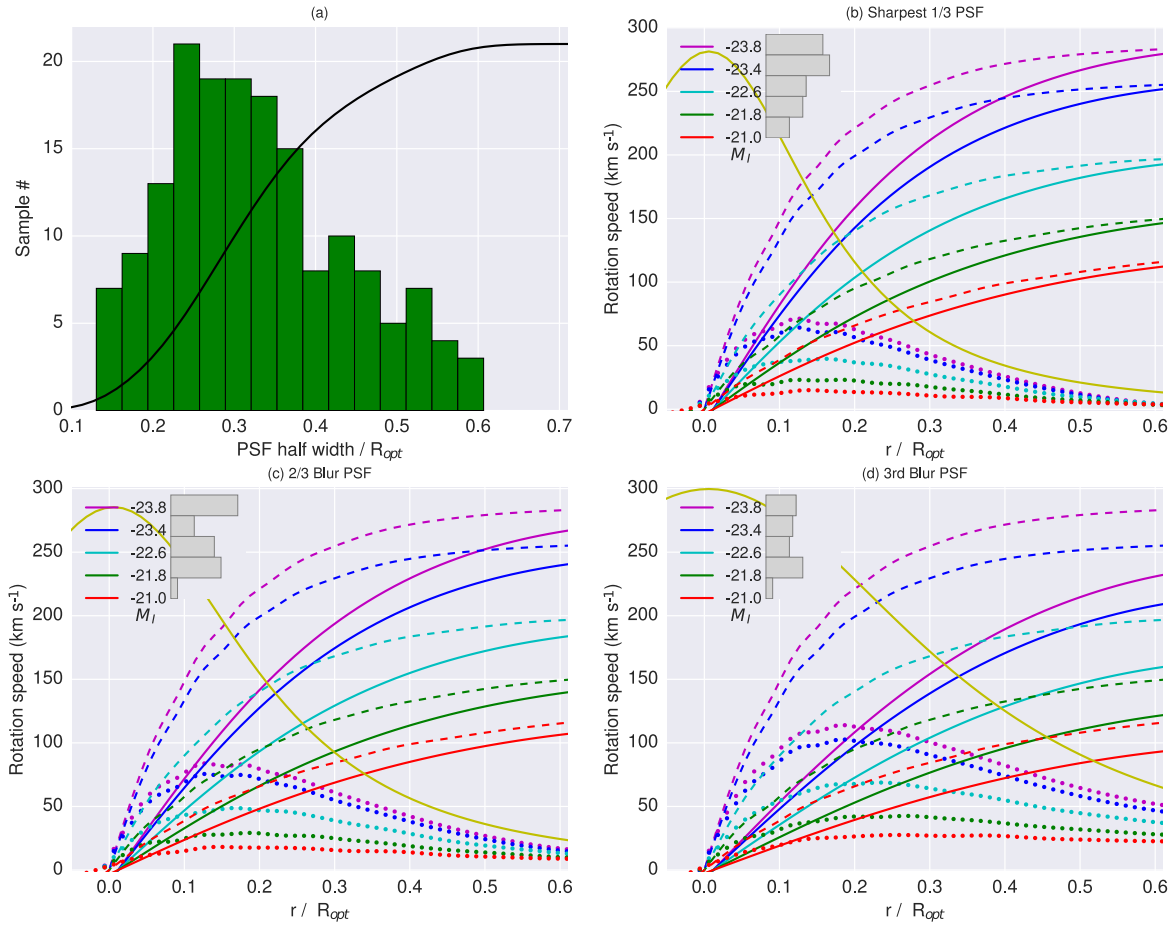 (a)
20
15
10
5
0
Sample #
0.1 0.2 0.3 0.4 0.5 0.6 0.7
PSF half width / R_opt
(b) Sharpest 1/3 PSF
300
250
200
150
100
50
0
Rotation speed (km s⁻¹)
-23.8
-23.4
-22.6
-21.8
-21.0
M_I
0.0 0.1 0.2 0.3 0.4 0.5 0.6
r / R_opt
(c) 2/3 Blur PSF
300
250
200
150
100
50
0
Rotation speed (km s⁻¹)
-23.8
-23.4
-22.6
-21.8
-21.0
M_I
0.0 0.1 0.2 0.3 0.4 0.5 0.6
r / R_opt
(d) 3rd Blur PSF
300
250
200
150
100
50
0
Rotation speed (km s⁻¹)
-23.8
-23.4
-22.6
-21.8
-21.0
M_I
0.0 0.1 0.2 0.3 0.4 0.5 0.6
r / R_opt